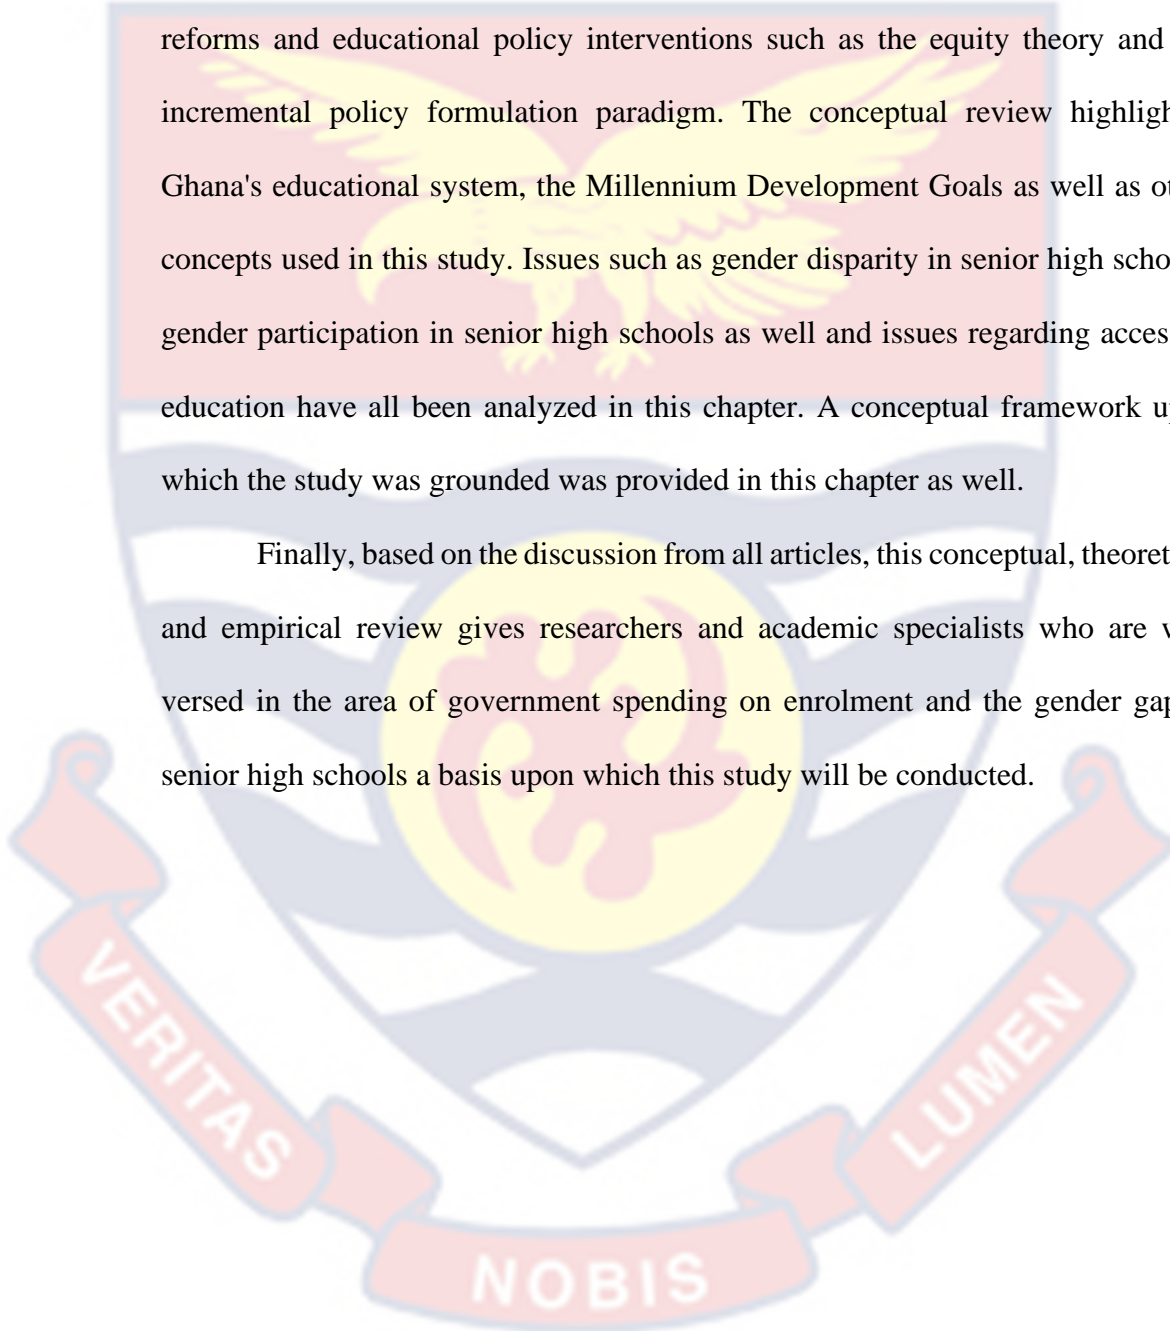 reforms and educational policy interventions such as the equity theory and
incremental policy formulation paradigm. The conceptual review
Ghana's educational system, the Millennium Development Goals as well as
concepts used in this study. Issues such as gender disparity in senior high
gender participation in senior high schools as well and issues regarding
education have all been analyzed in this chapter. A conceptual framework
which the study was grounded was provided in this chapter as well.
Finally, based on the discussion from all articles, this conceptual,
and empirical review gives researchers and academic specialists who are
versed in the area of government spending on enrolment and the gender
senior high schools a basis upon which this study will be conducted.
VERITAS
NOBIS
LUMEN